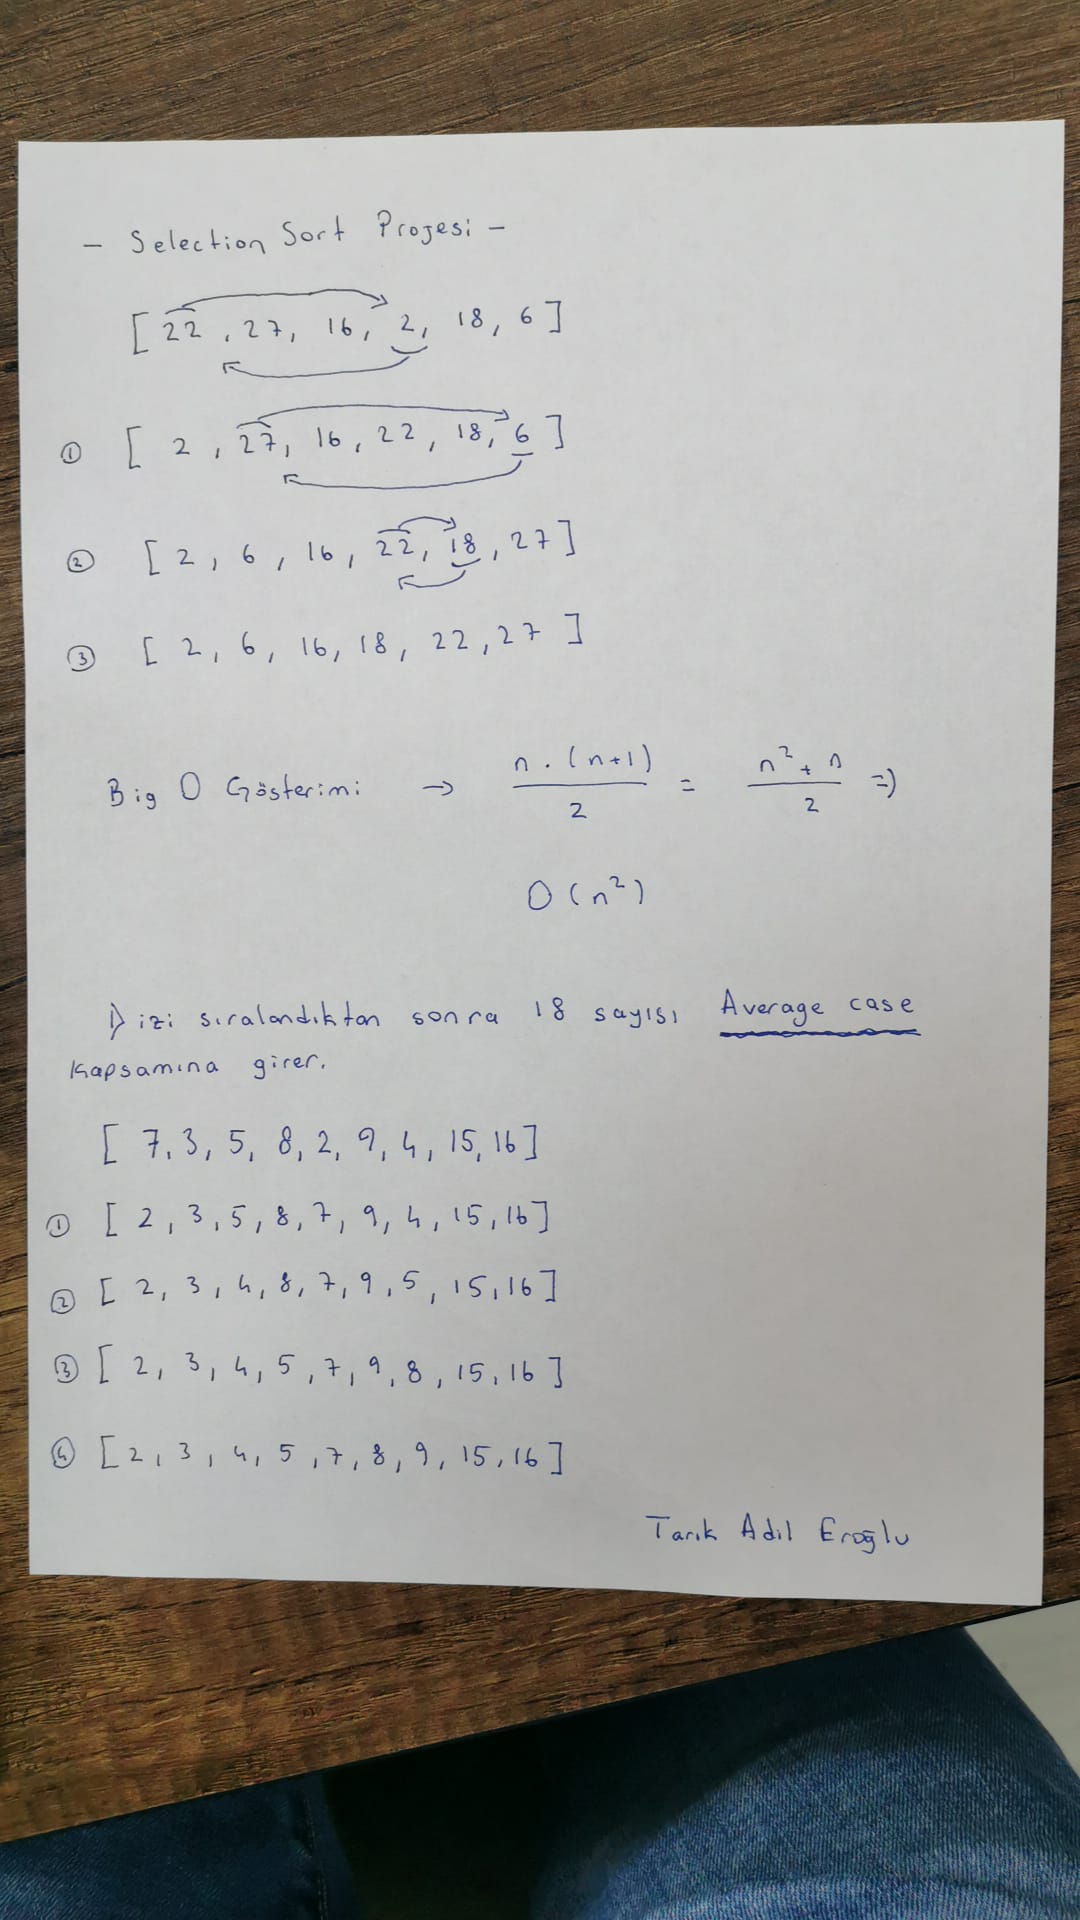 - Selection Sort Projesi -
[ 22, 27, 16, 2, 18, 6 ]
① [ 2, 27, 16, 22, 18, 6 ]
② [ 2, 6, 16, 22, 18, 27 ]
③ [ 2, 6, 16, 18, 22, 27 ]
Big O Gösterimi → n.(n+1)/2 = n²+n/2 =>
O(n²)
Dizi sıralandıktan sonra 18 sayısı Average case
kapsamına girer.
[ 7, 3, 5, 8, 2, 9, 4, 15, 16 ]
① [ 2, 3, 5, 8, 7, 9, 4, 15, 16 ]
② [ 2, 3, 4, 8, 7, 9, 5, 15, 16 ]
③ [ 2, 3, 4, 5, 7, 9, 8, 15, 16 ]
④ [ 2, 3, 4, 5, 7, 8, 9, 15, 16 ]
Tarık Adil Eroğlu